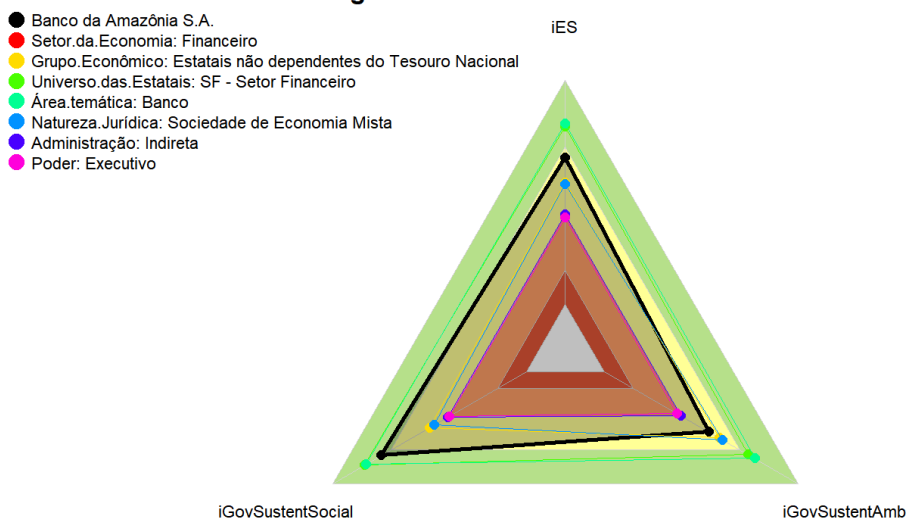 Banco da Amazônia S.A.
Setor.da.Economia: Financeiro
Grupo.Econômico: Estatais não dependentes do Tesouro Nacional
Universo.das.Estatais: SF - Setor Financeiro
Área.temática: Banco
Natureza.Jurídica: Sociedade de Economia Mista
Administração: Indireta
Poder: Executivo
iES
iGovSustentSocial
iGovSustentAmb